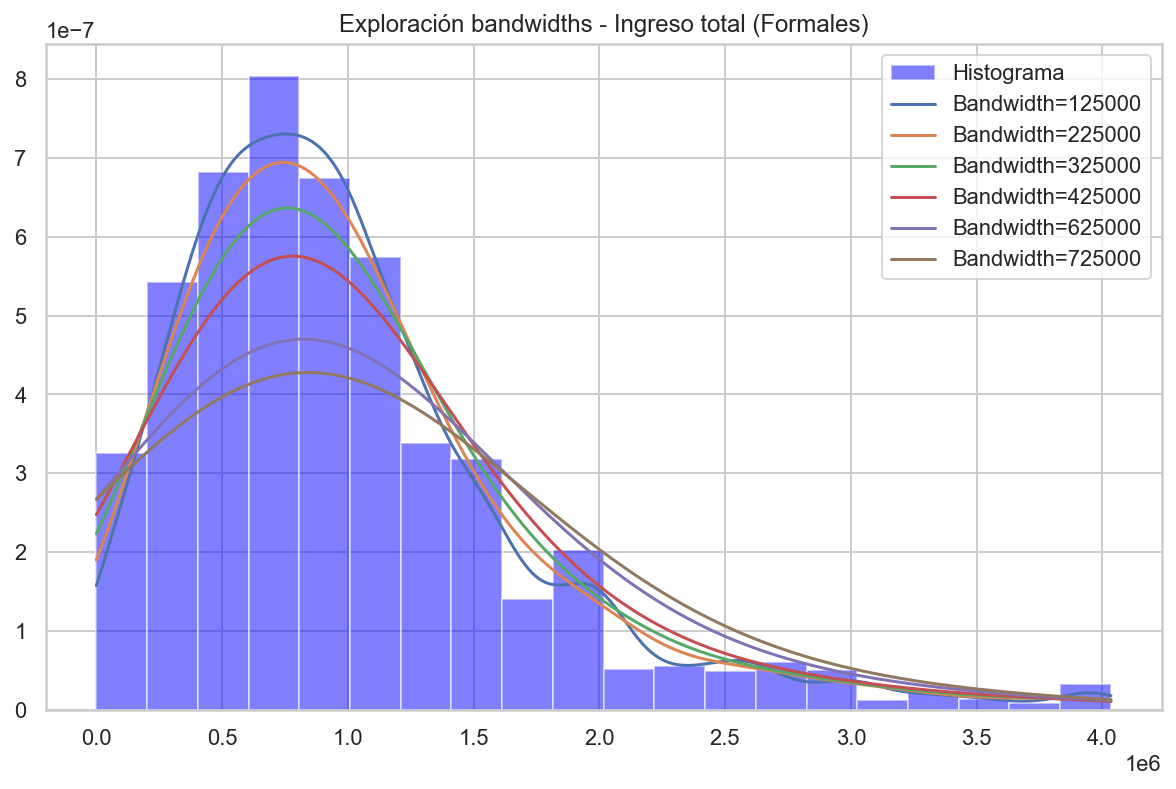 Exploración bandwidths - Ingreso total (Formales)
1e−7
8
7
6
5
4
3
2
1
0
Histograma
Bandwidth=125000
Bandwidth=225000
Bandwidth=325000
Bandwidth=425000
Bandwidth=625000
Bandwidth=725000
0.0 0.5 1.0 1.5 2.0 2.5 3.0 3.5 4.0
1e6